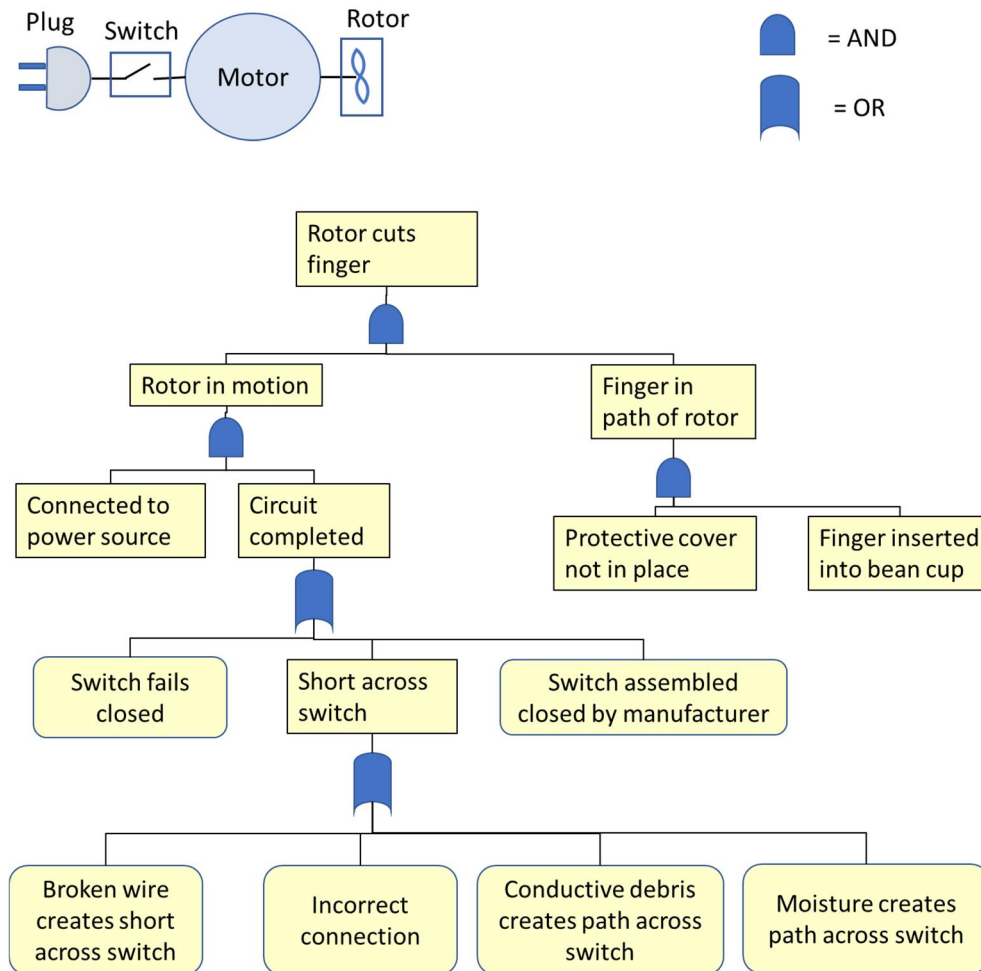 Plug
Switch
Motor
Rotor
= AND
= OR
Rotor cuts
finger
Rotor in motion
Finger in
path of rotor
Connected to
power source
Circuit
completed
Protective cover
not in place
Finger inserted
into bean cup
Switch fails
closed
Short across
switch
Switch assembled
closed by manufacturer
Broken wire
creates short
across switch
Incorrect
connection
Conductive debris
creates path across
switch
Moisture creates
path across switch